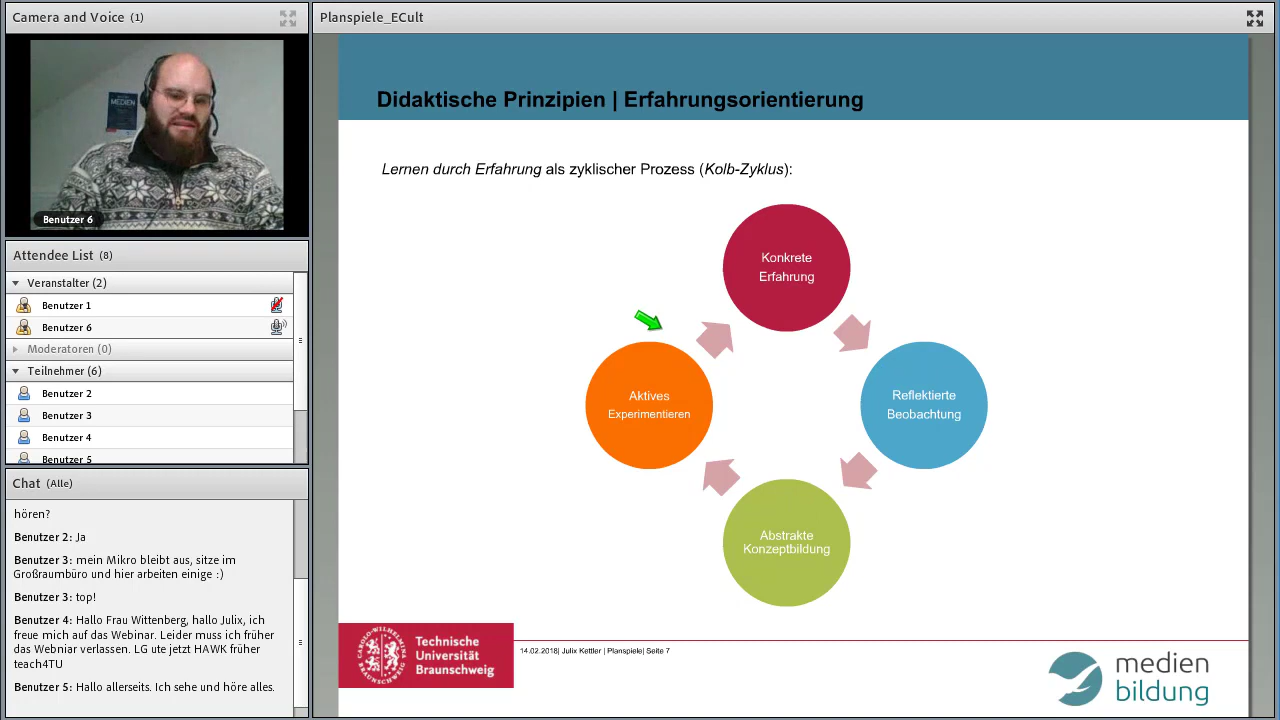 Camera and Voice (1)
MEDIEN
Benutzer 6
Attendee List (8)
Veranstalter (2)
Benutzer 1
Benutzer 6
Moderatoren (0)
Teilnehmer (6)
Benutzer 2
Benutzer 3
Benutzer 4
Benutzer 5
Chat (Alle)
hören?
Benutzer 2: Ja
Benutzer 3: mein Mikro bleibt aus, sitze im
Großraumbüro und hier arbeiten einige :)
Benutzer 3: top!
Benutzer 4: Hallo Frau Wittenberg, hallo Julix, ich
freue mich auf das Webinar. Leider muss ich früher
das Webniar verlassen. LG ute jetzt HAWK früher
teach4TU
Benutzer 5: Hallo allerseits. Ich sehe und höre alles.
Planspiele_ECult
Didaktische Prinzipien | Erfahrungsorientierung
Lernen durch Erfahrung als zyklischer Prozess (Kolb-Zyklus):
Konkrete
Erfahrung
Reflektierte
Beobachtung
Abstrakte
Konzeptbildung
Aktives
Experimentieren
CAROLO-WILHELMINA
Technische
Universität
Braunschweig
14.02.2018| Julix Kettler | Planspiele| Seite 7
medien
bildung